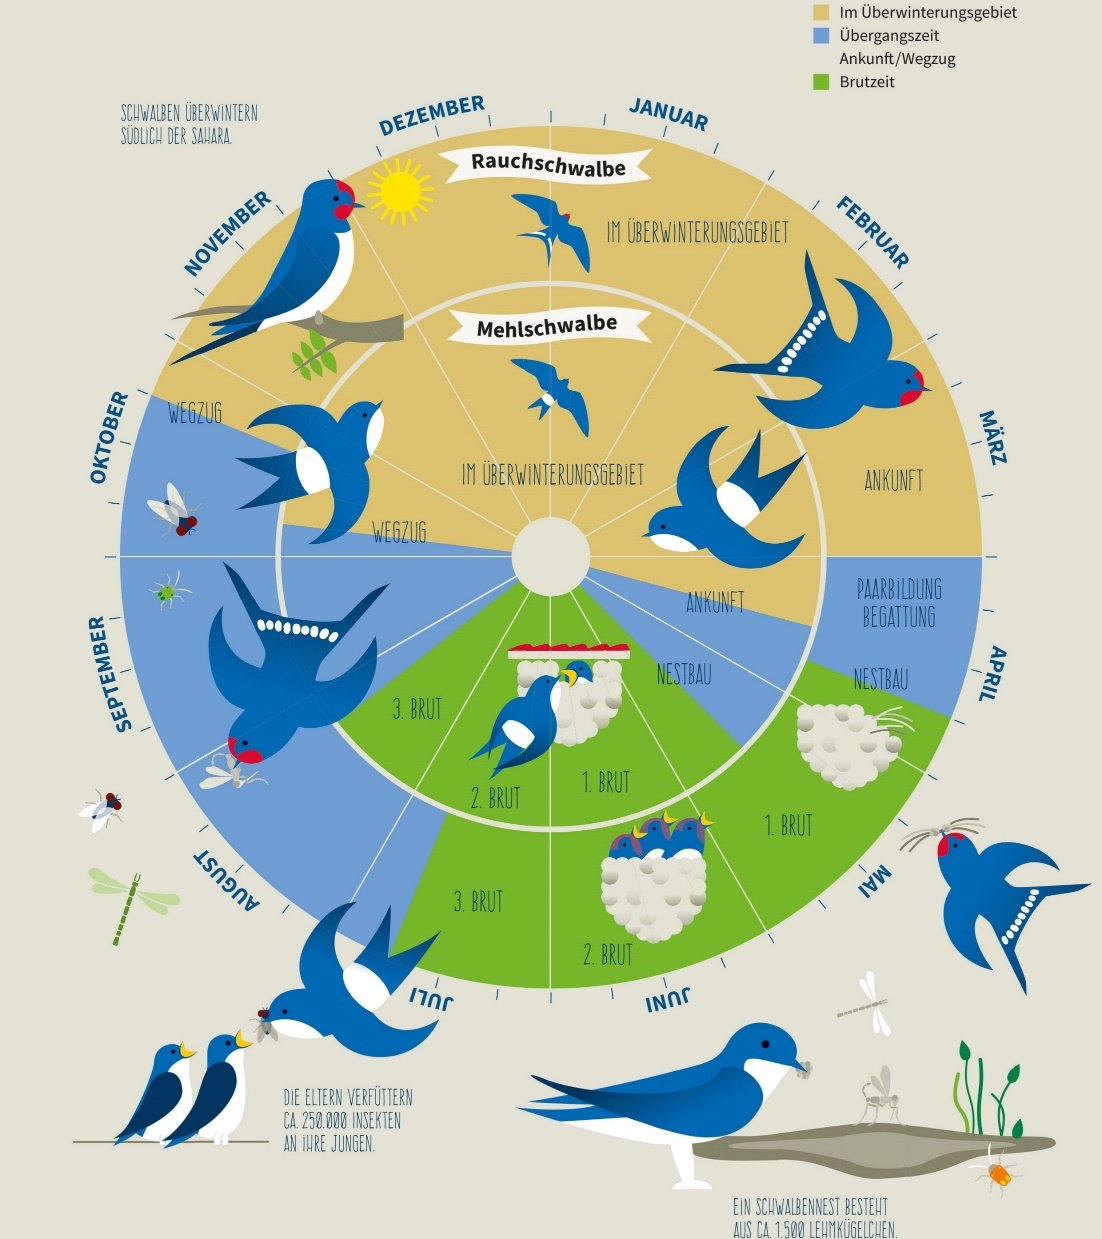 Im Überwinterungsgebiet
Übergangszeit
Ankunft/Wegzug
Brutzeit
SCHWALBEN ÜBERWINTERN
SÜDLICH DER SAHARA.
DEZEMBER
JANUAR
NOVEMBER
FEBRUAR
OKTOBER
MÄRZ
SEPTEMBER
APRIL
AUGUST
MAI
JULI
JUNI
Rauchschwalbe
IM ÜBERWINTERUNGSGEBIET
Mehlschwalbe
IM ÜBERWINTERUNGSGEBIET
WEGZUG
WEGZUG
ANKUNFT
ANKUNFT
PAARBILDUNG
BEGATTUNG
NESTBAU
NESTBAU
3. BRUT
2. BRUT
1. BRUT
1. BRUT
3. BRUT
2. BRUT
DIE ELTERN VERFÜTTERN
CA. 250.000 INSEKTEN
AN IHRE JUNGEN.
EIN SCHWALBENNEST BESTEHT
AUS CA. 1.500 LEHMKÜGELCHEN.